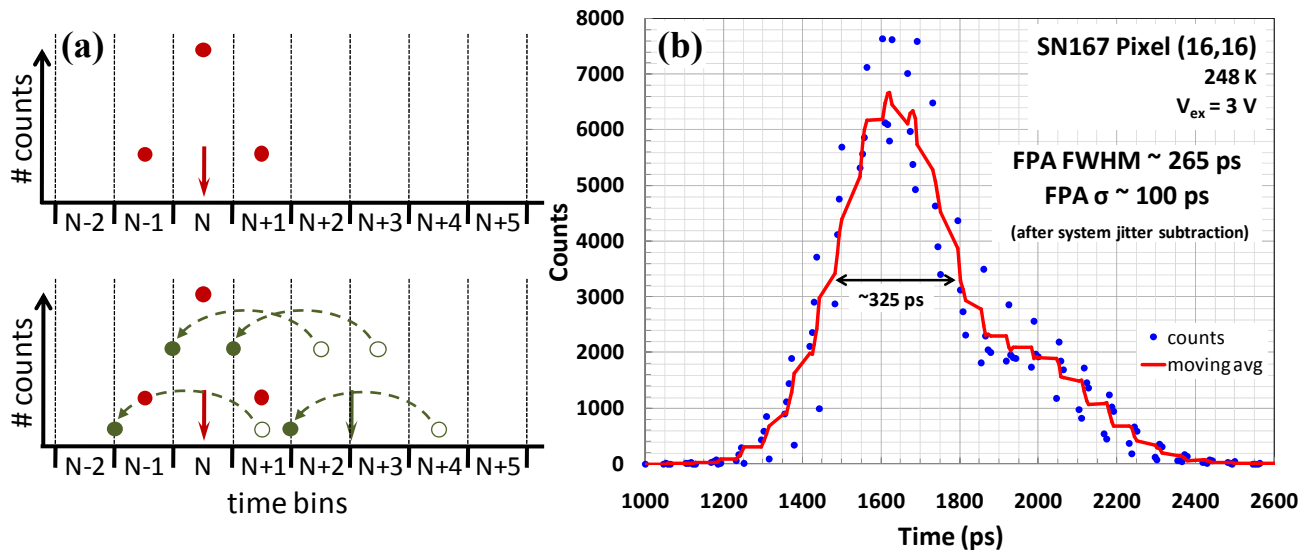 (a)
# counts
N-2 N-1 N N+1 N+2 N+3 N+4 N+5
# counts
N-2 N-1 N N+1 N+2 N+3 N+4 N+5
time bins
(b)
SN167 Pixel (16,16)
248 K
Vex = 3 V
FPA FWHM ~ 265 ps
FPA σ ~ 100 ps
(after system jitter subtraction)
~325 ps
counts
moving avg
Counts
8000
7000
6000
5000
4000
3000
2000
1000
0
1000 1200 1400 1600 1800 2000 2200 2400 2600
Time (ps)